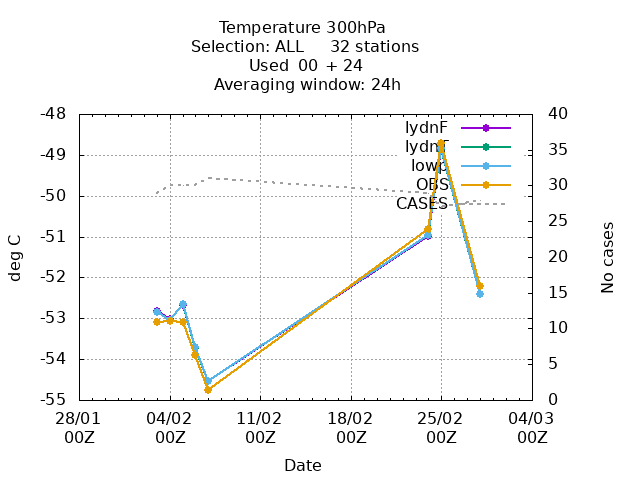 Temperature 300hPa
Selection: ALL 32 stations
Used 00 + 24
Averaging window: 24h
-48
-49
-50
-51
-52
-53
-54
-55
40
35
30
25
20
15
10
5
0
deg C
No cases
lydnF
lydnF
lowp
OBS
CASES
28/01 04/02 11/02 18/02 25/02 04/03
00Z 00Z 00Z 00Z 00Z 00Z
Date